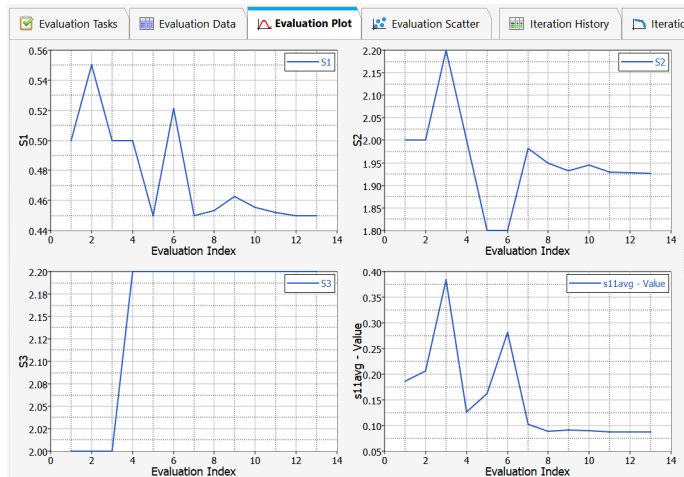 Evaluation Tasks Evaluation Data Evaluation Plot Evaluation Scatter Iteration History Iteratio
0.56 0.54 0.52 0.50 0.48 0.46 0.44
S1
S1
0 2 4 6 8 10 12 14
Evaluation Index
2.20 2.15 2.10 2.05 2.00 1.95 1.90 1.85 1.80
S2
S2
0 2 4 6 8 10 12 14
Evaluation Index
2.20 2.18 2.15 2.12 2.10 2.08 2.05 2.02 2.00
S3
S3
0 2 4 6 8 10 12 14
Evaluation Index
0.40 0.35 0.30 0.25 0.20 0.15 0.10 0.05
s11avg - Value
s11avg - Value
0 2 4 6 8 10 12 14
Evaluation Index